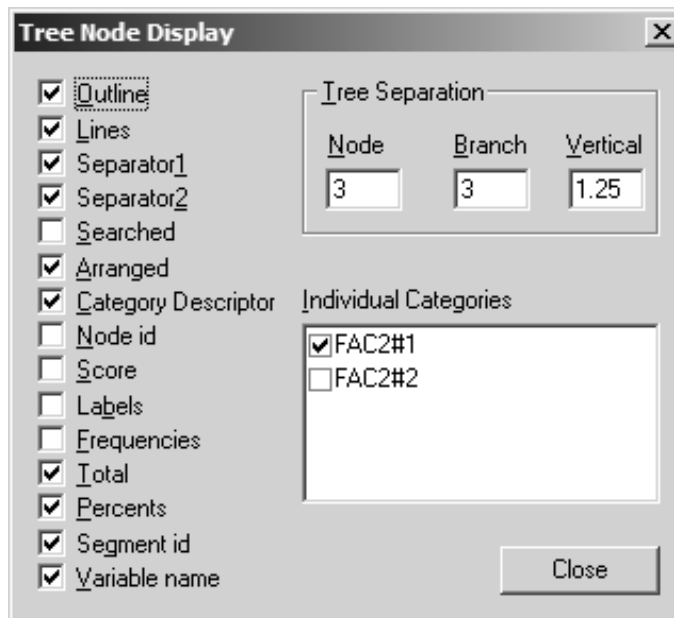 Tree Node Display
Outline
Lines
Separator1
Separator2
Searched
Arranged
Category Descriptor
Node id
Score
Labels
Frequencies
Total
Percents
Segment id
Variable name
Tree Separation
Node Branch Vertical
3 3 1.25
Individual Categories
FAC2#1
FAC2#2
Close